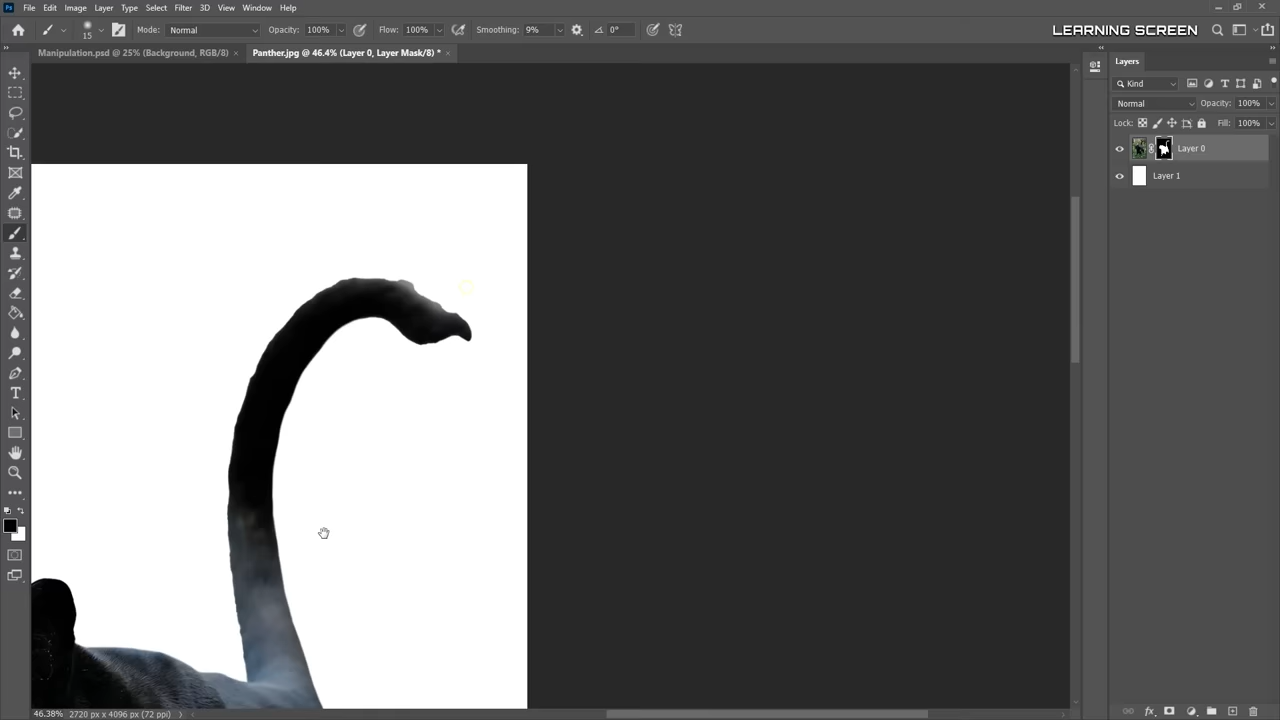 Ps File Edit Image Layer Type Select Filter 3D View Window Help
15 Mode: Normal Opacity: 100% Flow: 100% Smoothing: 9% 0° LEARNING SCREEN
Manipulation.psd @ 25% (Background, RGB/8) × Panther.jpg @ 46.4% (Layer 0, Layer Mask/8) * ×
Layers
Kind
Normal Opacity: 100%
Lock: Fill: 100%
Layer 0
Layer 1
46.38% 2720 px x 4096 px (72 ppi)